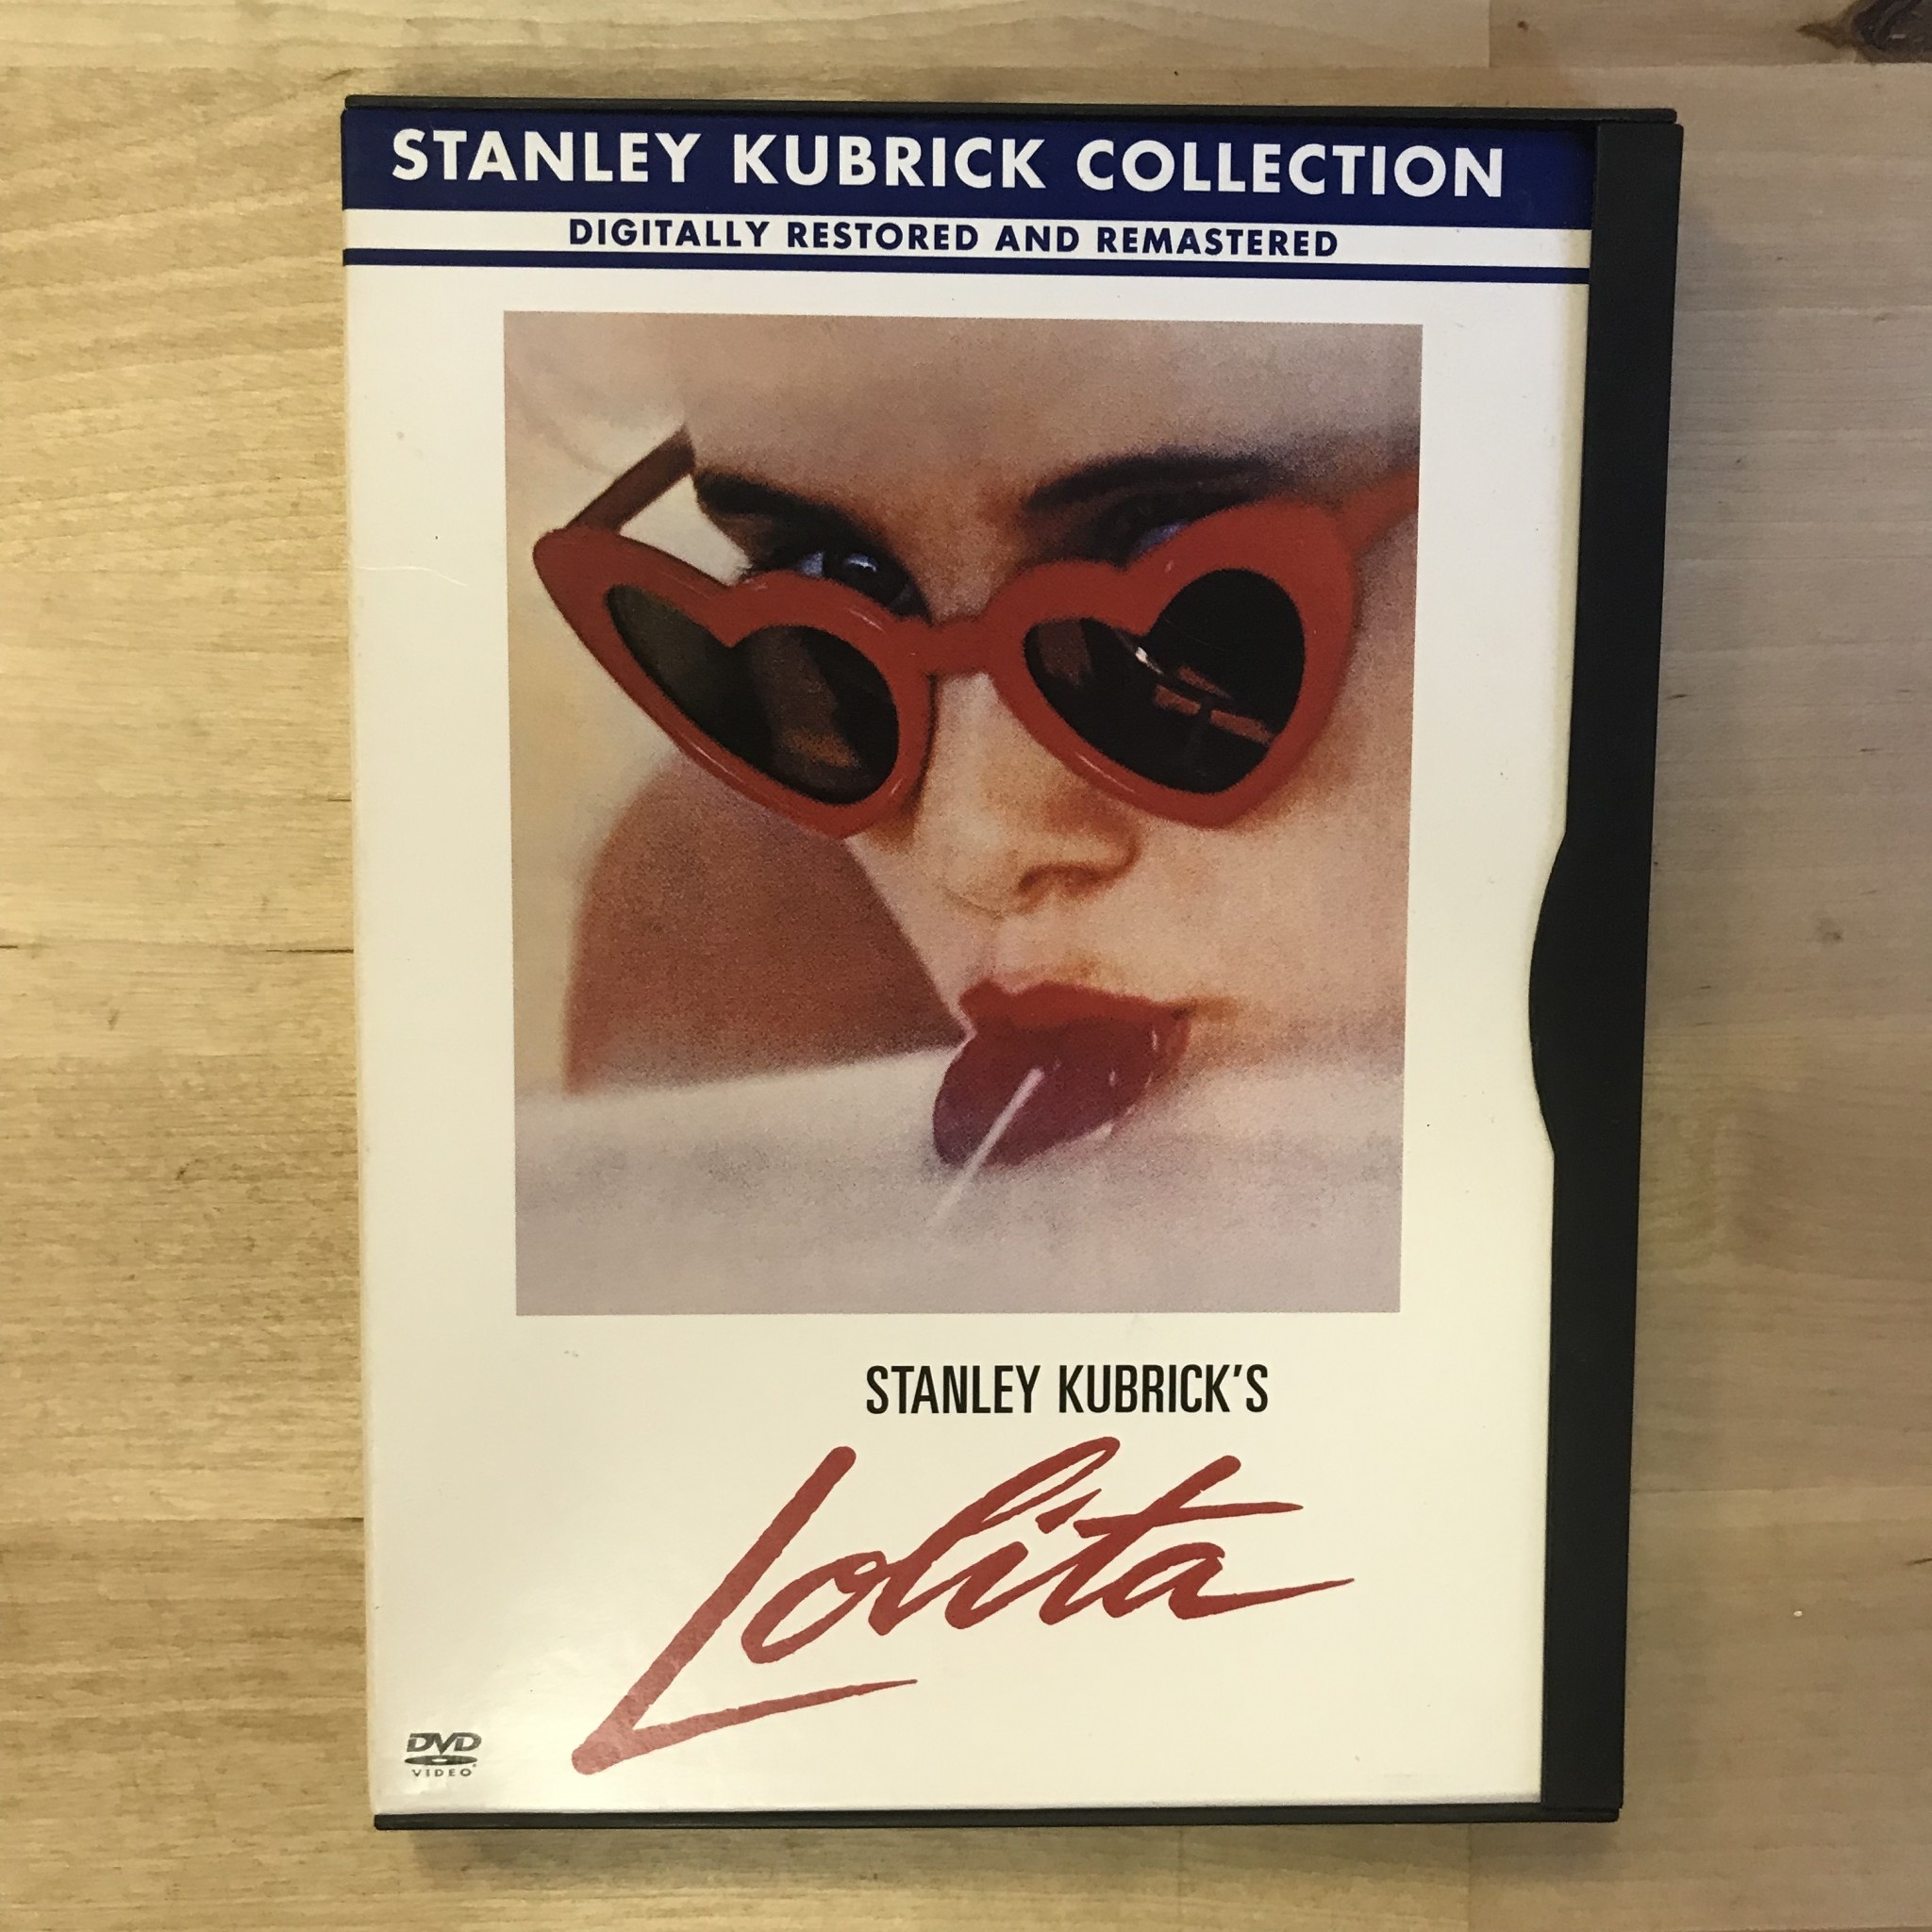 STANLEY KUBRICK COLLECTION
DIGITALLY RESTORED AND REMASTERED
STANLEY KUBRICK'S
Lolita
DVD
VIDEO